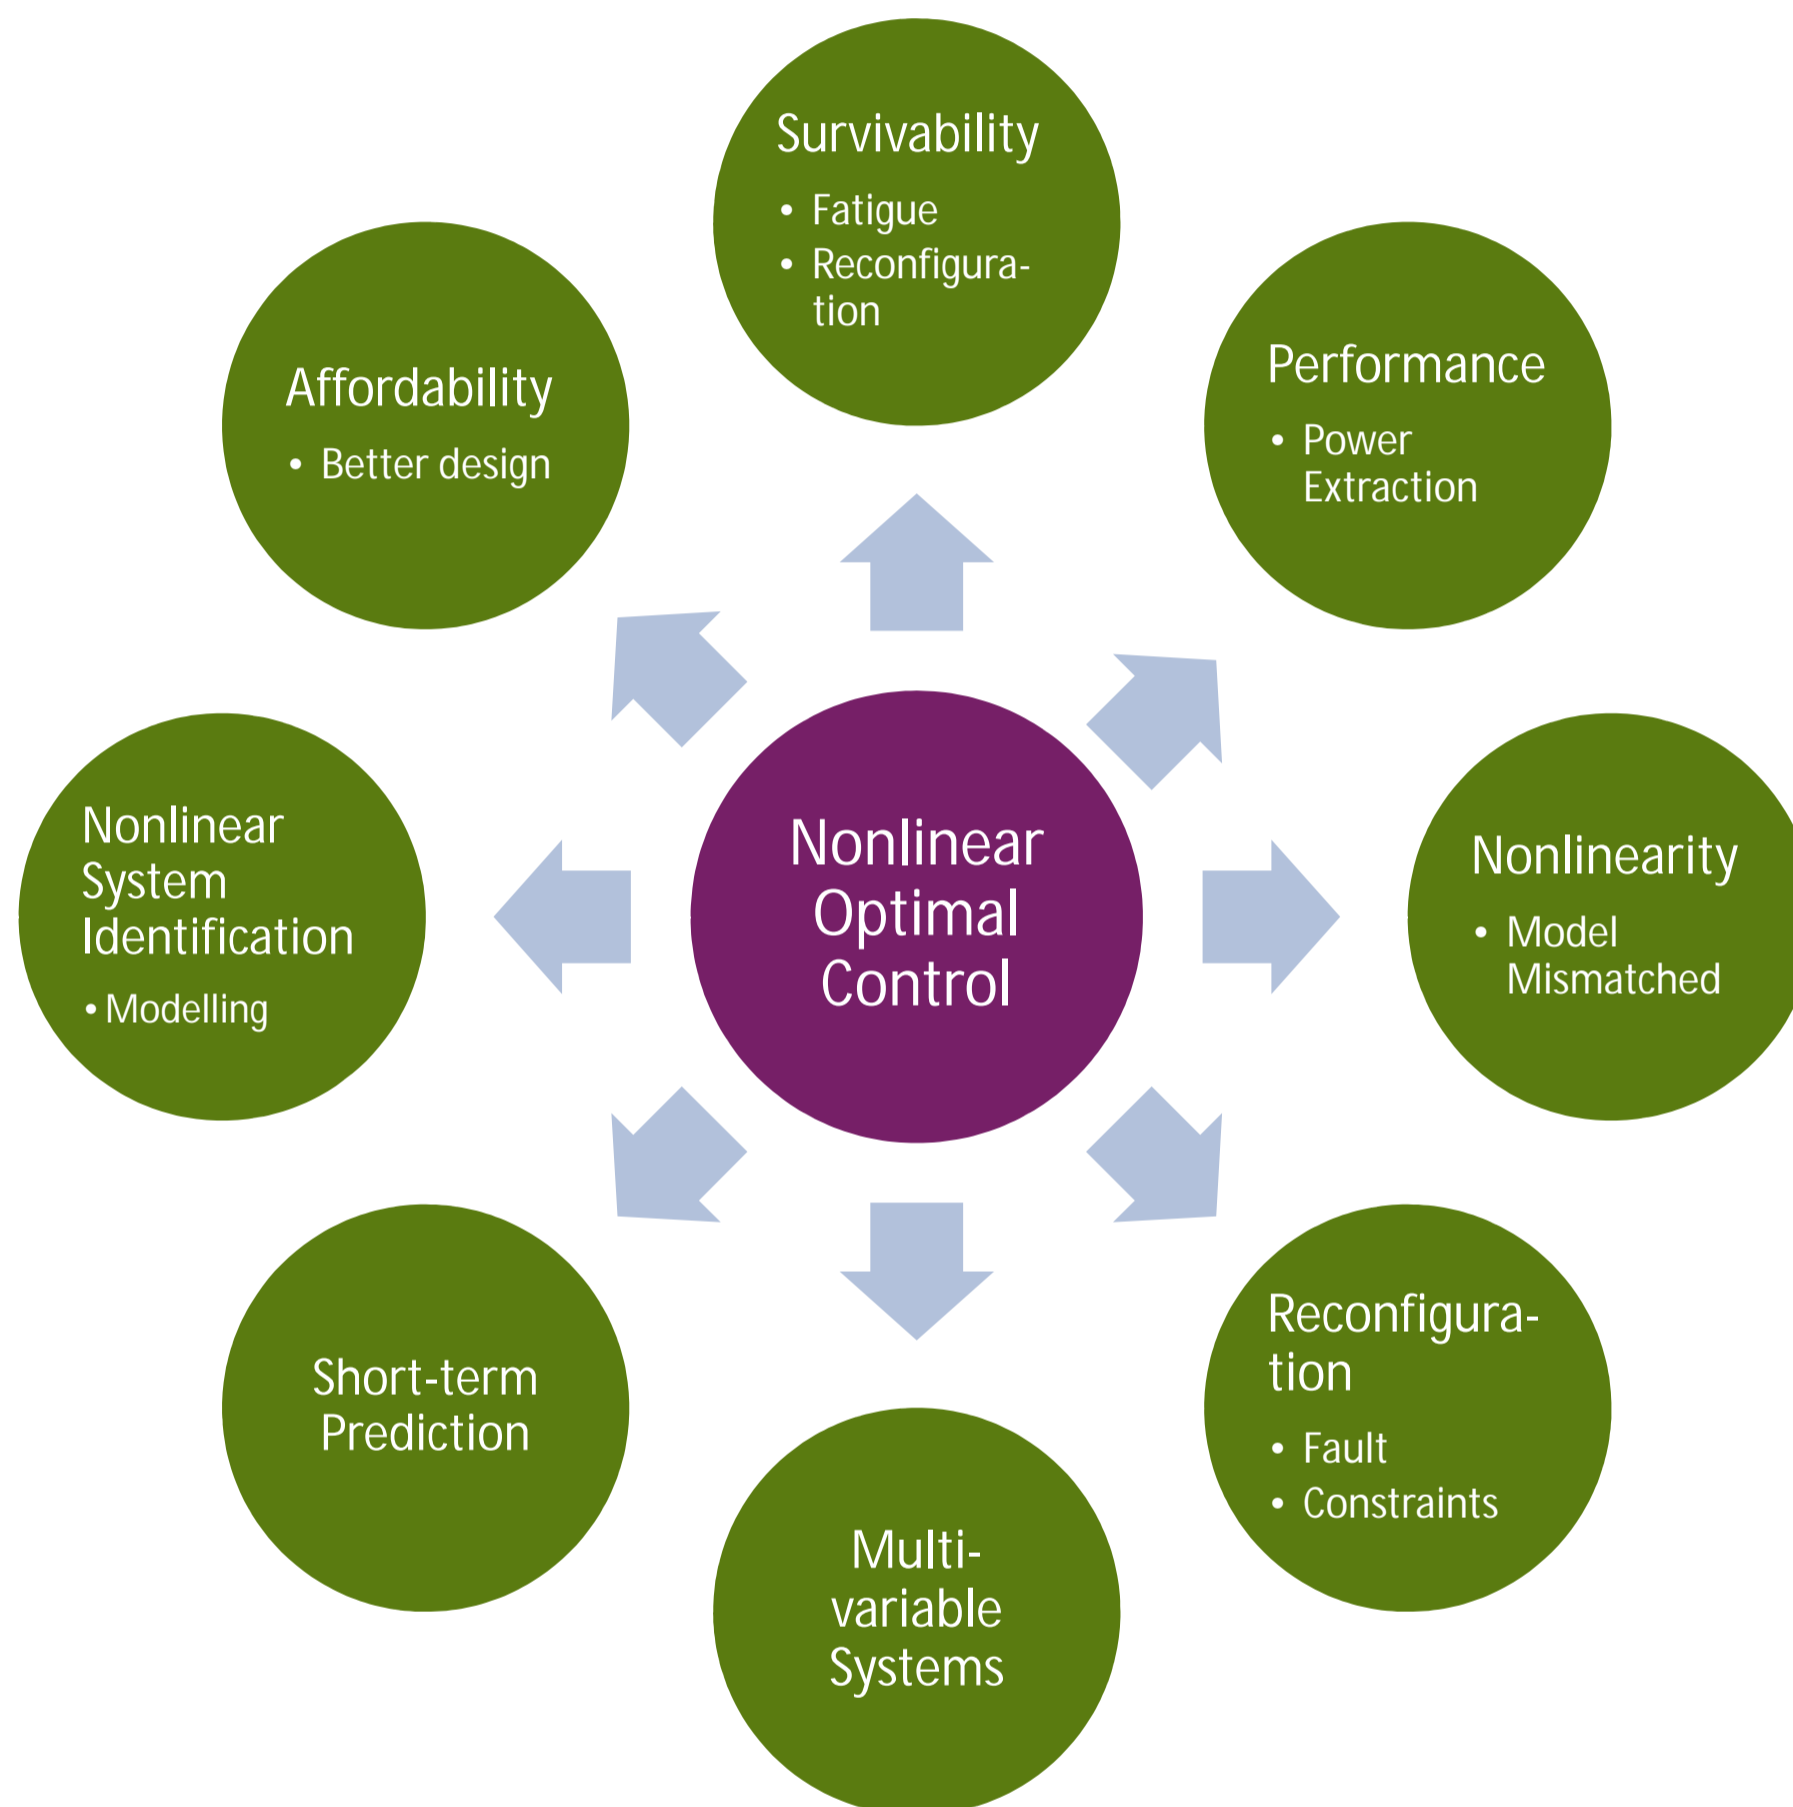 Survivability
• Fatigue
• Reconfigura-
tion
Performance
• Power
Extraction
Nonlinearity
• Model
Mismatched
Reconfigura-
tion
• Fault
• Constraints
Multi-
variable
Systems
Short-term
Prediction
Nonlinear
System
Identification
• Modelling
Affordability
• Better design
Nonlinear
Optimal
Control